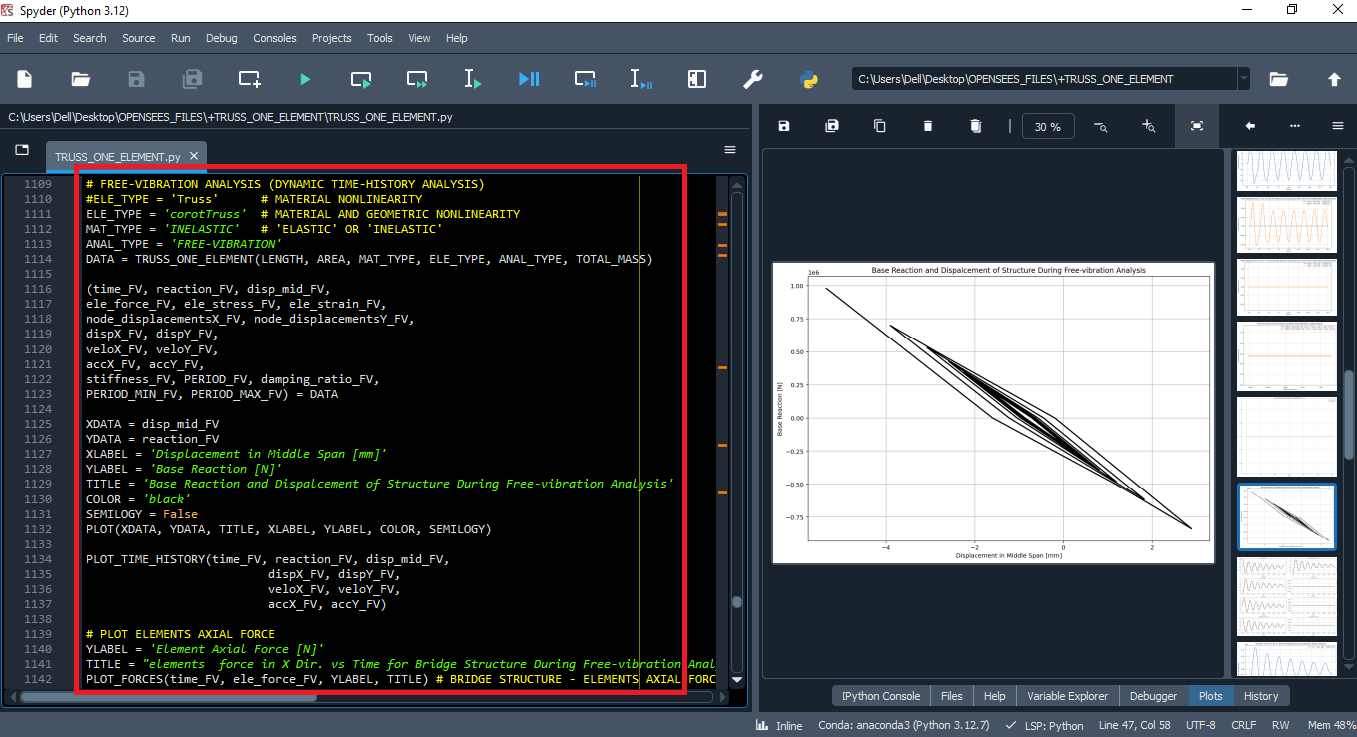 Spyder (Python 3.12)
File Edit Search Source Run Debug Consoles Projects Tools View Help
C:\Users\Dell\Desktop\OPENSEES_FILES\+TRUSS_ONE_ELEMENT
C:\Users\Dell\Desktop\OPENSEES_FILES\+TRUSS_ONE_ELEMENT\TRUSS_ONE_ELEMENT.py
TRUSS_ONE_ELEMENT.py
1109 # FREE-VIBRATION ANALYSIS (DYNAMIC TIME-HISTORY ANALYSIS)
1110 #ELE_TYPE = 'Truss'      # MATERIAL NONLINEARITY
1111 ELE_TYPE = 'corotTruss'  # MATERIAL AND GEOMETRIC NONLINEARITY
1112 MAT_TYPE = 'INELASTIC'   # 'ELASTIC' OR 'INELASTIC'
1113 ANAL_TYPE = 'FREE-VIBRATION'
1114 DATA = TRUSS_ONE_ELEMENT(LENGTH, AREA, MAT_TYPE, ELE_TYPE, ANAL_TYPE, TOTAL_MASS)
1115
1116 (time_FV, reaction_FV, disp_mid_FV,
1117 ele_force_FV, ele_stress_FV, ele_strain_FV,
1118 node_displacementsX_FV, node_displacementsY_FV,
1119 dispX_FV, dispY_FV,
1120 veloX_FV, veloY_FV,
1121 accX_FV, accY_FV,
1122 stiffness_FV, PERIOD_FV, damping_ratio_FV,
1123 PERIOD_MIN_FV, PERIOD_MAX_FV) = DATA
1124
1125 XDATA = disp_mid_FV
1126 YDATA = reaction_FV
1127 XLABEL = 'Displacement in Middle Span [mm]'
1128 YLABEL = 'Base Reaction [N]'
1129 TITLE = 'Base Reaction and Dispalcement of Structure During Free-vibration Analysis'
1130 COLOR = 'black'
1131 SEMILOGY = False
1132 PLOT(XDATA, YDATA, TITLE, XLABEL, YLABEL, COLOR, SEMILOGY)
1133
1134 PLOT_TIME_HISTORY(time_FV, reaction_FV, disp_mid_FV,
1135                          dispX_FV, dispY_FV,
1136                          veloX_FV, veloY_FV,
1137                          accX_FV, accY_FV)
1138
1139 # PLOT ELEMENTS AXIAL FORCE
1140 YLABEL = 'Element Axial Force [N]'
1141 TITLE = "elements  force in X Dir. vs Time for Bridge Structure During Free-vibration Anal
1142 PLOT_FORCES(time_FV, ele_force_FV, YLABEL, TITLE) # BRIDGE STRUCTURE - ELEMENTS AXIAL FORC
30 %
1e6
Base Reaction and Dispalcement of Structure During Free-vibration Analysis
1.00
0.75
0.50
0.25
0.00
−0.25
−0.50
−0.75
Base Reaction [N]
−4 −2 0 2
Displacement in Middle Span [mm]
IPython Console Files Help Variable Explorer Debugger Plots History
Inline Conda: anaconda3 (Python 3.12.7) LSP: Python Line 47, Col 58 UTF-8 CRLF RW Mem 48%